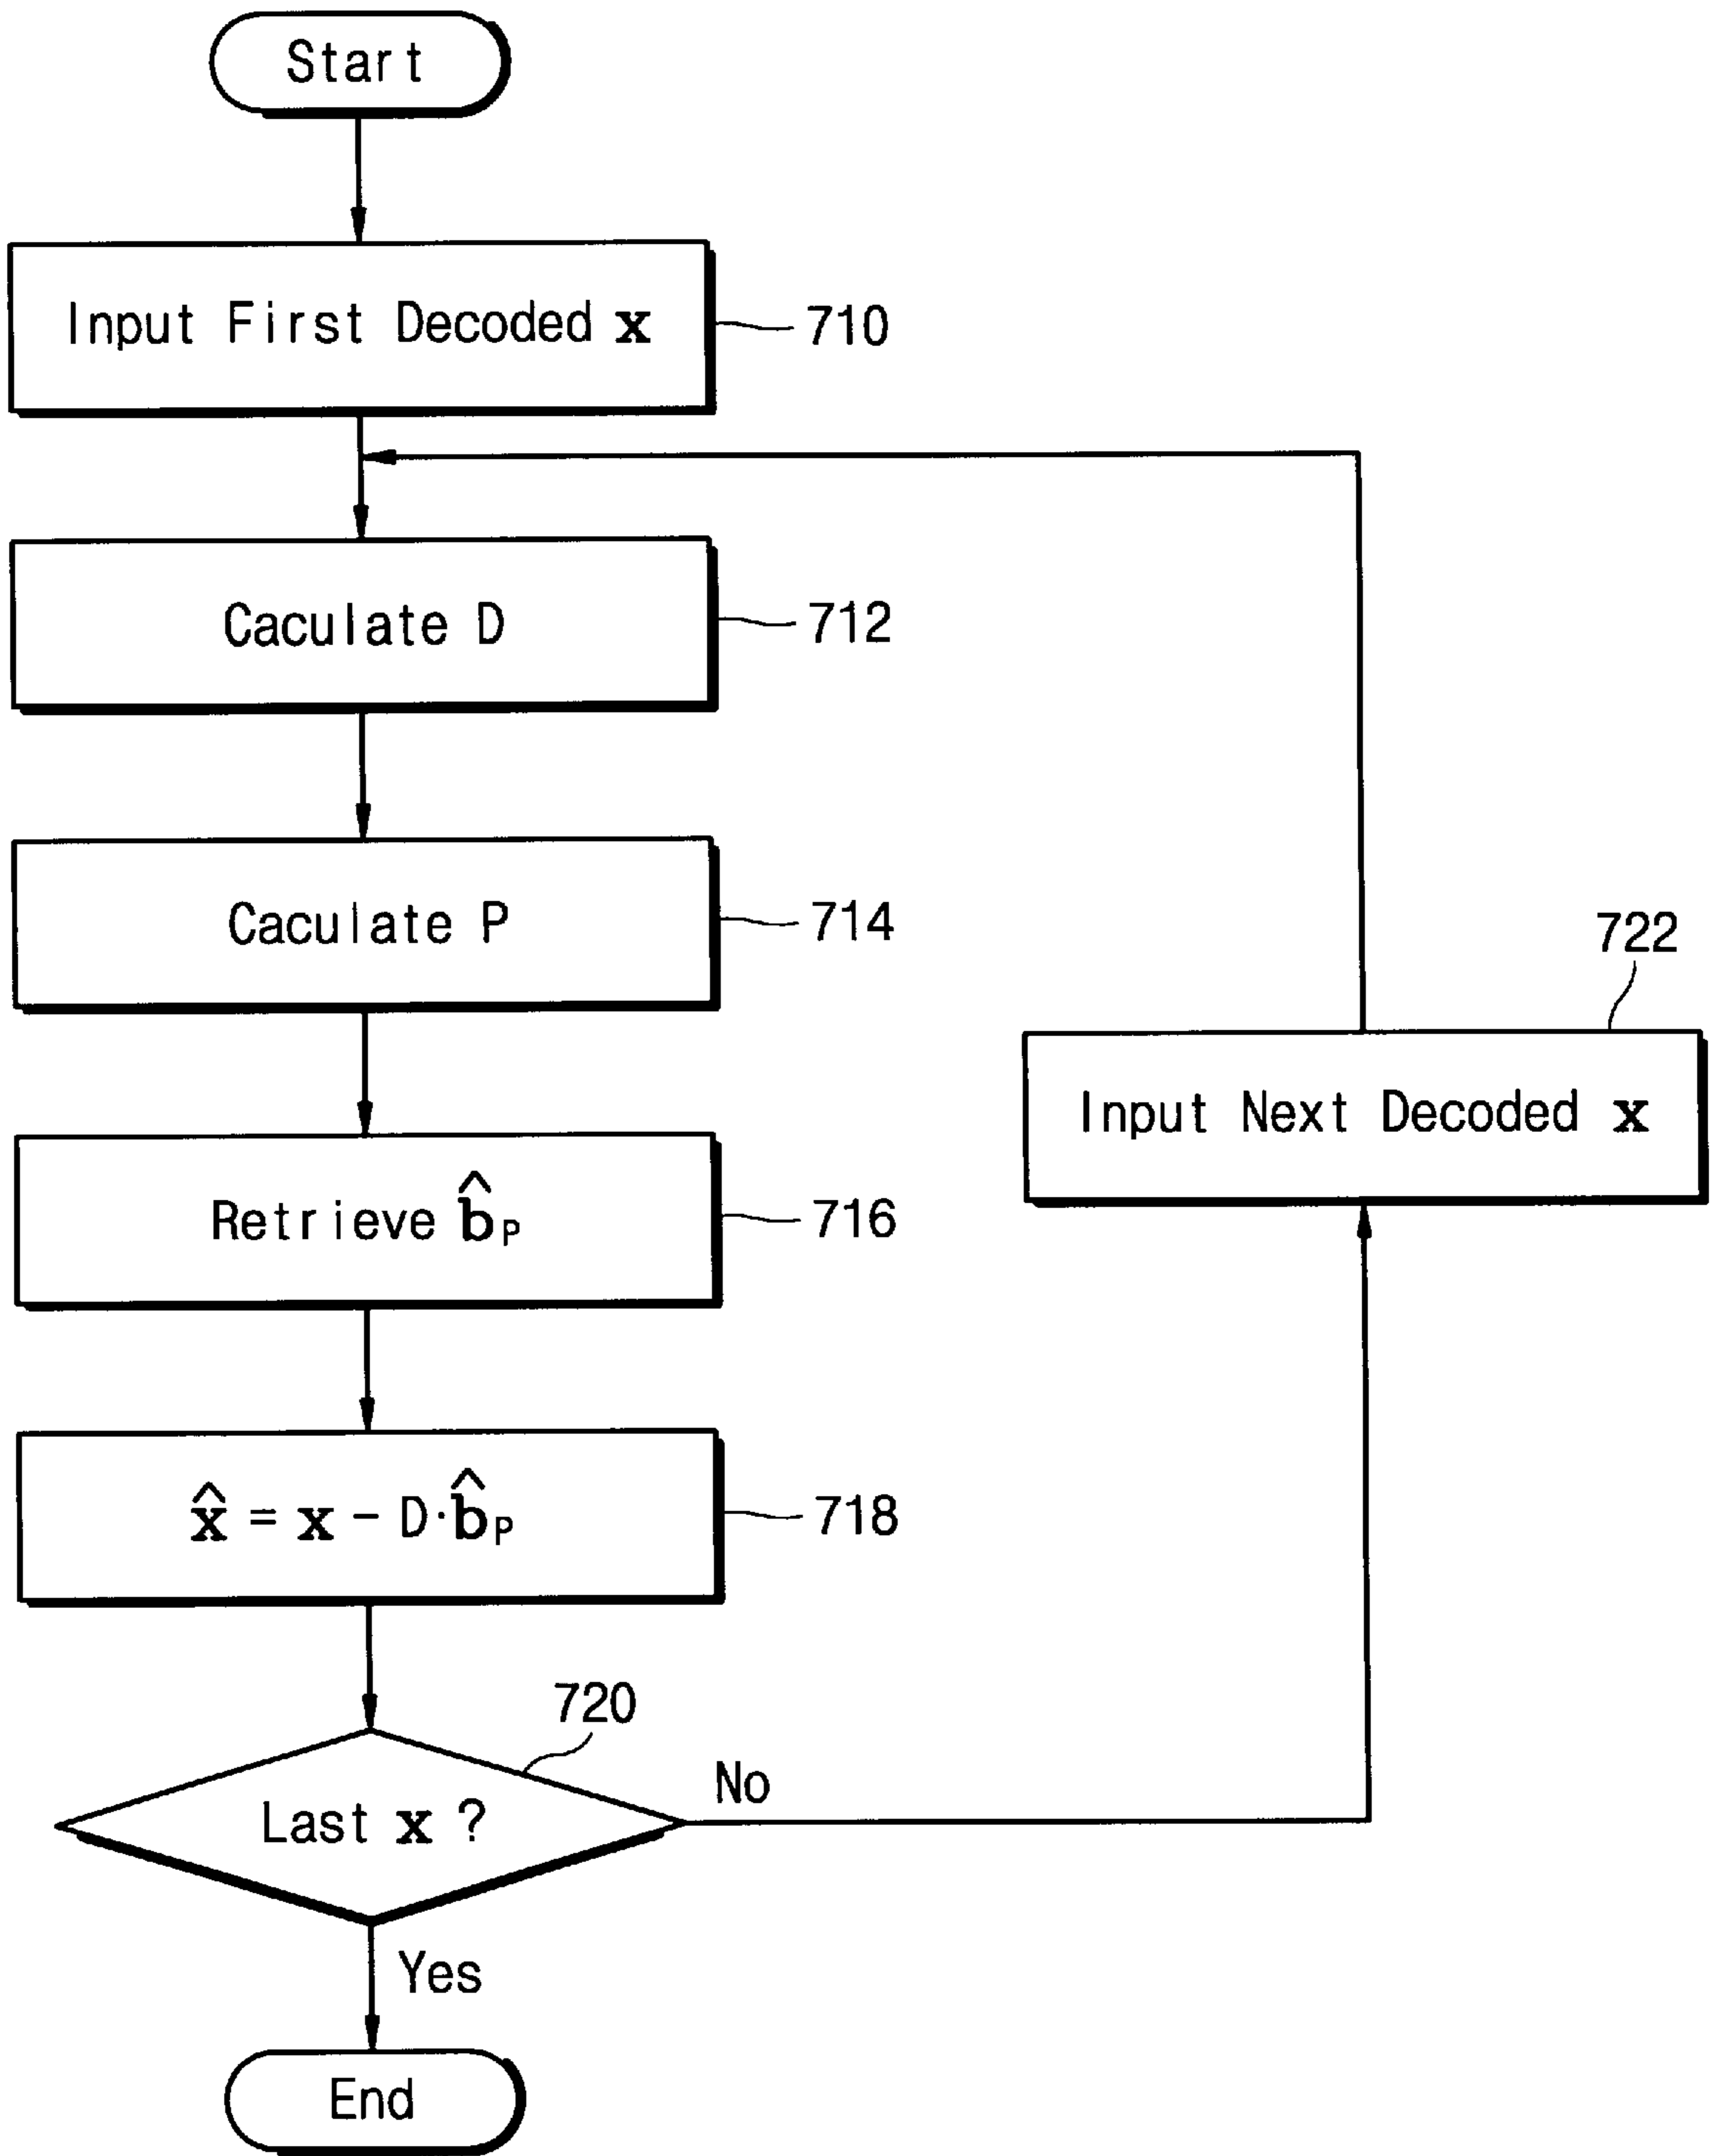 Start
Input First Decoded x
710
Caculate D
712
Caculate P
714
722
Input Next Decoded x
Retrieve b̂P
716
x̂ = x − D·b̂P
718
720
Last x ?
No
Yes
End